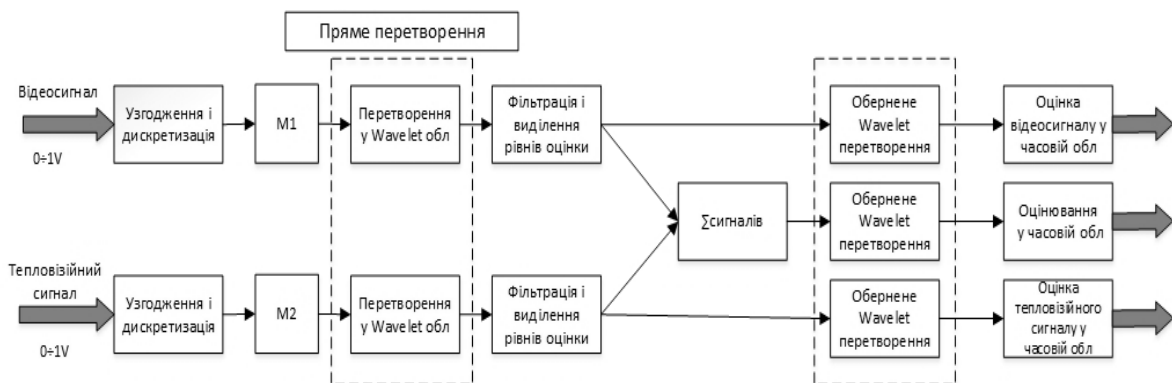 Пряме перетворення
Відеосигнал
0÷1V
Узгодження і
дискретизація
M1
Перетворення
у Wavelet обл
Фільтрація і
виділення
рівнів оцінки
Обернене
Wavelet
перетворення
Оцінка
відеосигналу у
часовій обл
∑сигналів
Обернене
Wavelet
перетворення
Оцінювання
у часовій обл
Тепловізійний
сигнал
0÷1V
Узгодження і
дискретизація
M2
Перетворення
у Wavelet обл
Фільтрація і
виділення
рівнів оцінки
Обернене
Wavelet
перетворення
Оцінка
тепловійного
сигналу у
часовій обл